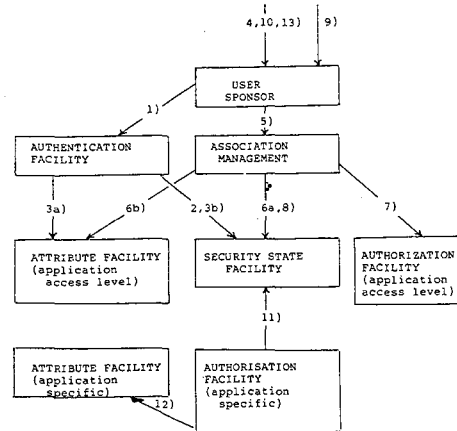 4,10,13)
9)
USER
SPONSOR
1)
5)
AUTHENTICATION
FACILITY
ASSOCIATION
MANAGEMENT
3a)
6b)
2,3b)
6a,8)
7)
ATTRIBUTE FACILITY
(application
access level)
SECURITY STATE
FACILITY
AUTHORIZATION
FACILITY
(application
access level)
11)
ATTRIBUTE FACILITY
(application
specific)
AUTHORISATION
FACILITY
(application
specific)
12)